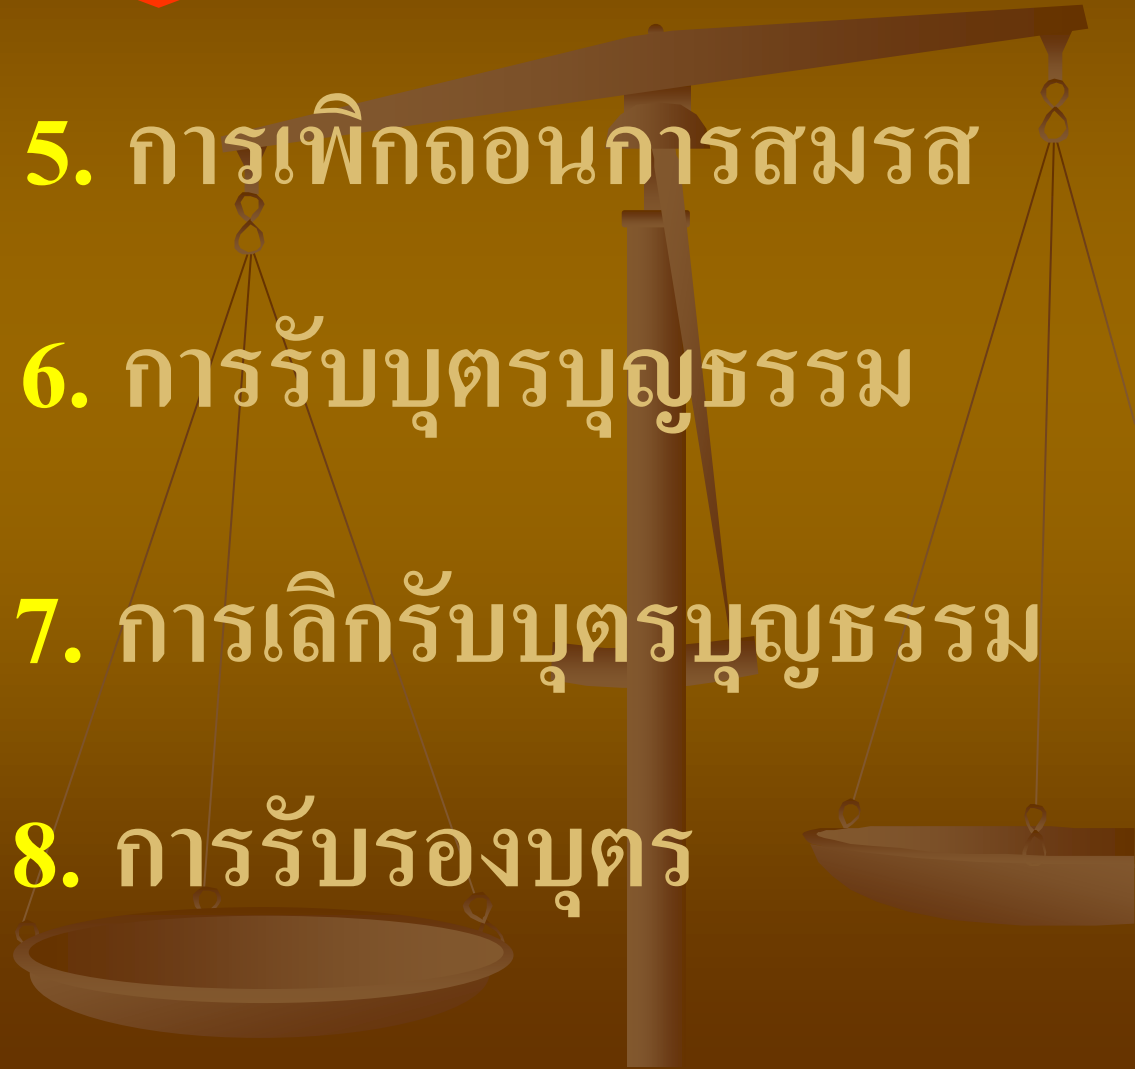 5. การเพิกถอนการสมรส
6. การรับบุตรบุญธรรม
7. การเลิกรับบุตรบุญธรรม
8. การรับรองบุตร